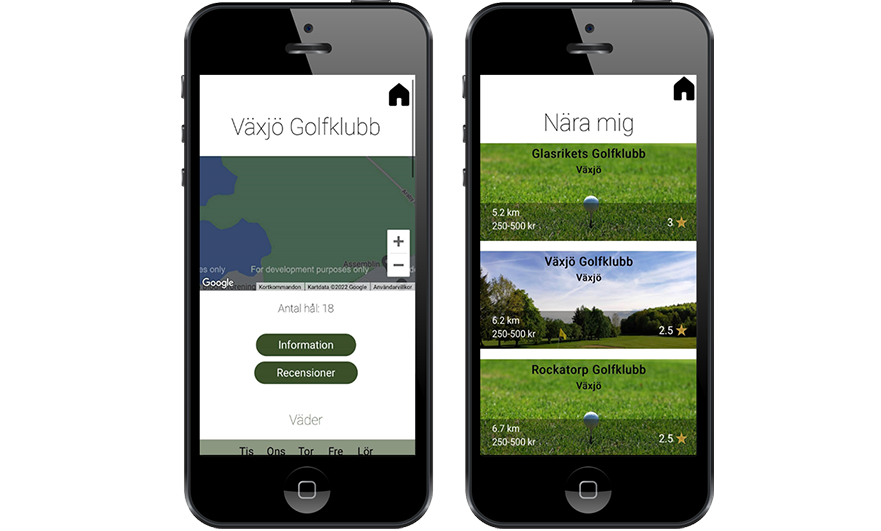 Växjö Golfklubb
Assemblin
es only
For development purposes only
for de
Google
Kortkommandon
Kartdata ©2022 Google
Användarvillkor
Antal hål: 18
Information
Recensioner
Väder
Tis Ons Tor Fre Lör
Nära mig
Glasrikets Golfklubb
Växjö
5.2 km
250-500 kr
3
Växjö Golfklubb
Växjö
6.2 km
250-500 kr
2.5
Rockatorp Golfklubb
Växjö
6.7 km
250-500 kr
2.5